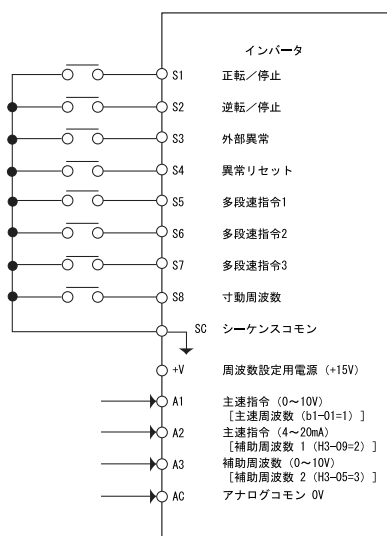 インバータ
S1 正転／停止
S2 逆転／停止
S3 外部異常
S4 異常リセット
S5 多段速指令1
S6 多段速指令2
S7 多段速指令3
S8 寸動周波数
SC シーケンスコモン
+V 周波数設定用電源 (+15V)
A1 主速指令 (0～10V)
[主速周波数 (b1-01=1) ]
A2 主速指令 (4～20mA)
[補助周波数 1 (H3-09=2) ]
A3 補助周波数 (0～10V)
[補助周波数 2 (H3-05=3) ]
AC アナログコモン 0V